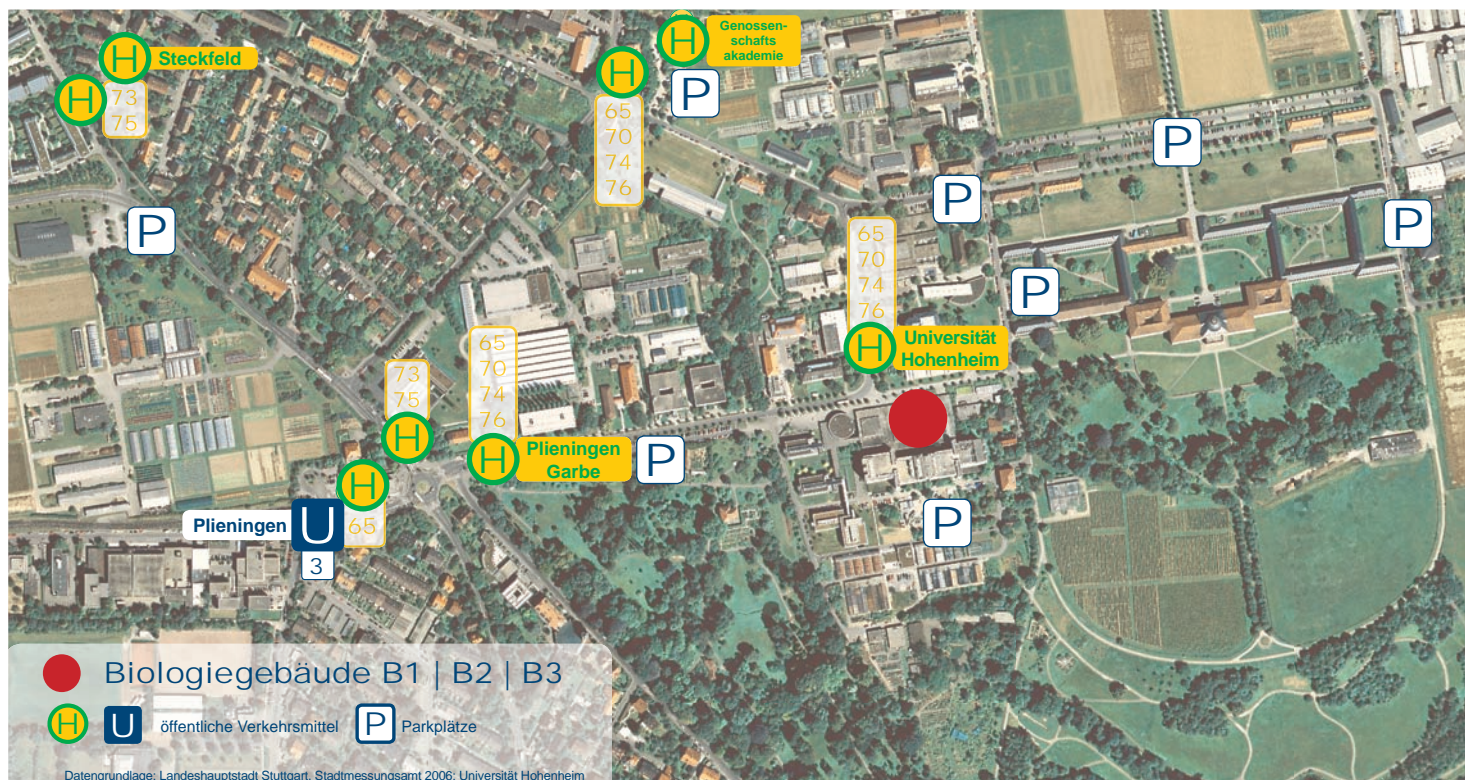 Steckfeld
73
75
Genossen-
schafts
akademie
65
70
74
76
65
70
74
76
Universität
Hohenheim
73
75
65
70
74
76
Plieningen
Garbe
Plieningen
U
3
65
H
H
H
H
H
H
H
H
P
P
P
P
P
P
P
P
Biologiegebäude B1 | B2 | B3
H U öffentliche Verkehrsmittel P Parkplätze
Datengrundlage: Landeshauptstadt Stuttgart, Stadtmessungsamt 2006; Universität Hohenheim